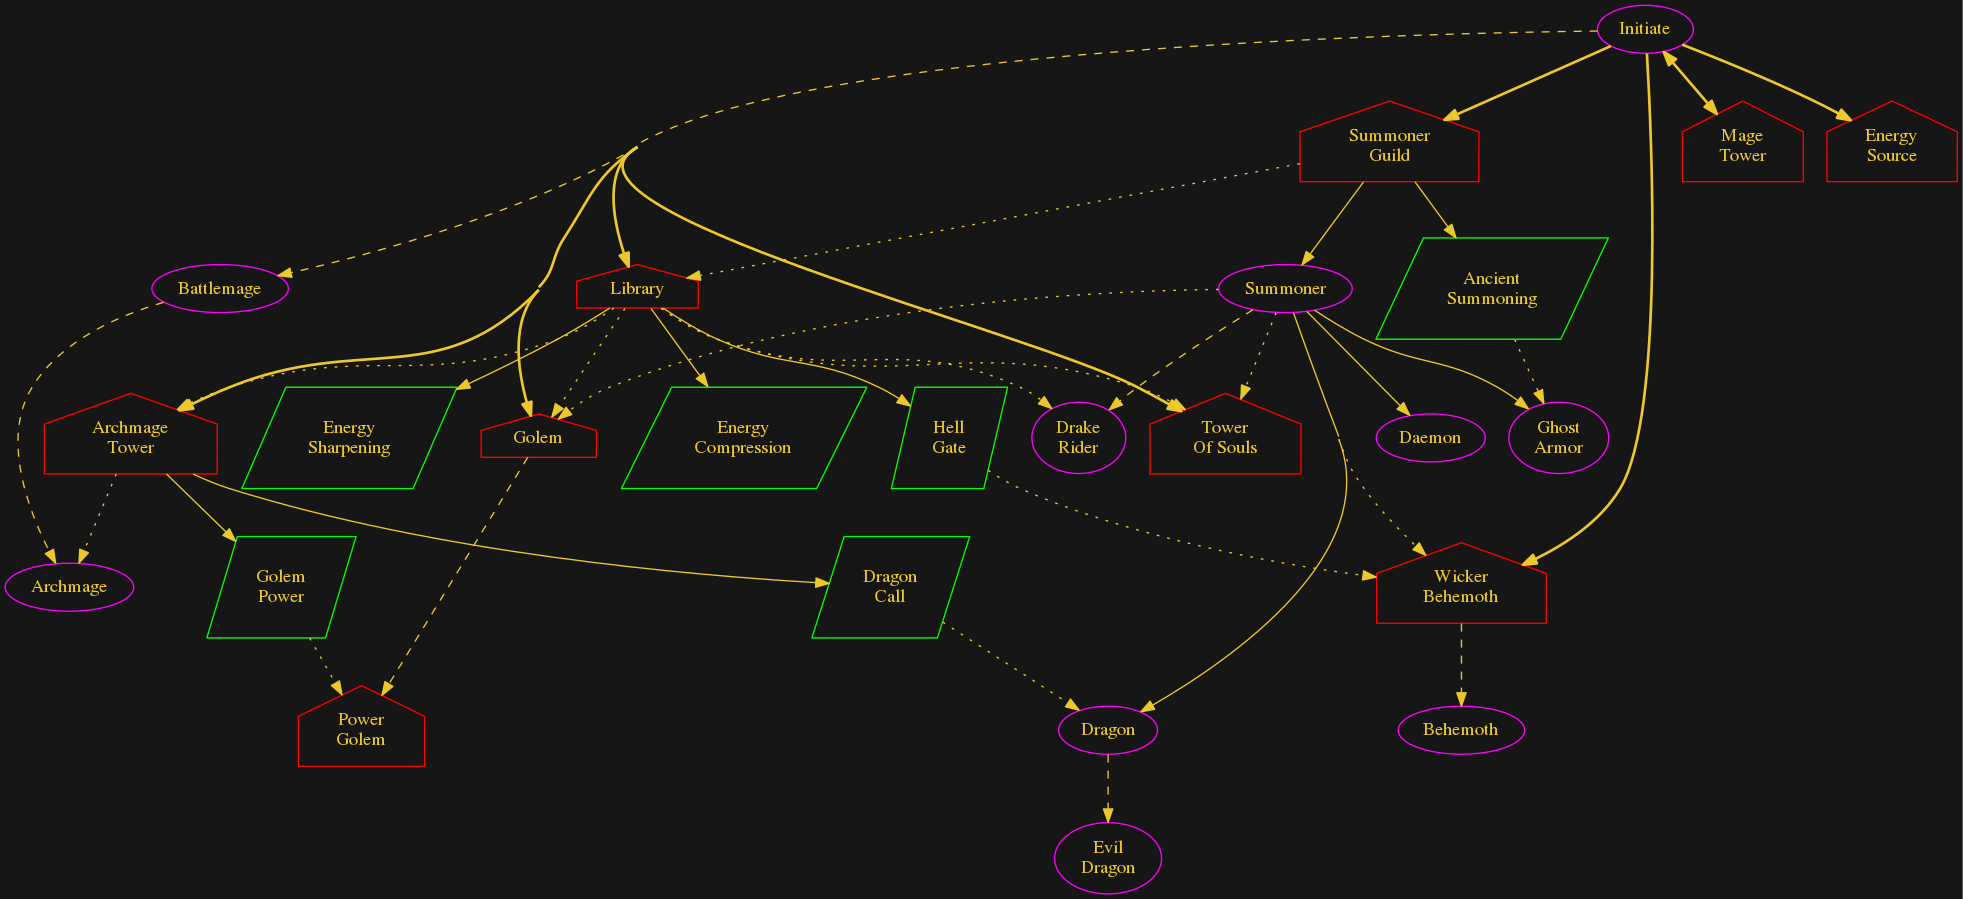 Initiate
Summoner
Guild
Mage
Tower
Energy
Source
Battlemage
Library
Summoner
Ancient
Summoning
Archmage
Tower
Energy
Sharpening
Golem
Energy
Compression
Hell
Gate
Drake
Rider
Tower
Of Souls
Daemon
Ghost
Armor
Archmage
Golem
Power
Dragon
Call
Wicker
Behemoth
Power
Golem
Dragon
Behemoth
Evil
Dragon